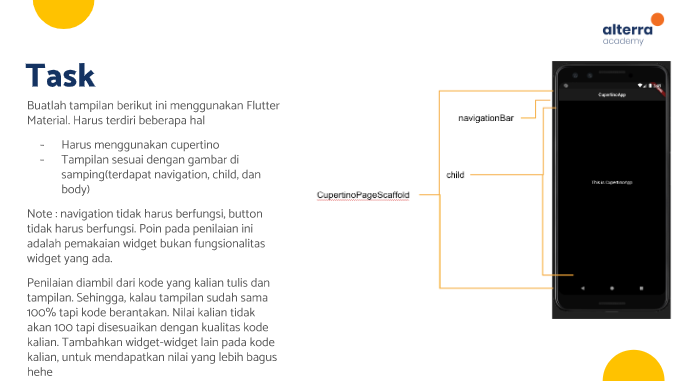 alterra
academy
Task
Buatlah tampilan berikut ini menggunakan Flutter
Material. Harus terdiri beberapa hal
- Harus menggunakan cupertino
- Tampilan sesuai dengan gambar di
samping(terdapat navigation, child, dan
body)
Note : navigation tidak harus berfungsi, button
tidak harus berfungsi. Poin pada penilaian ini
adalah pemakaian widget bukan fungsionalitas
widget yang ada.
Penilaian diambil dari kode yang kalian tulis dan
tampilan. Sehingga, kalau tampilan sudah sama
100% tapi kode berantakan. Nilai kalian tidak
akan 100 tapi disesuaikan dengan kualitas kode
kalian. Tambahkan widget-widget lain pada kode
kalian, untuk mendapatkan nilai yang lebih bagus
hehe
navigationBar
child
CupertinoPageScaffold
CupertinoApp
This is CupertinoApp